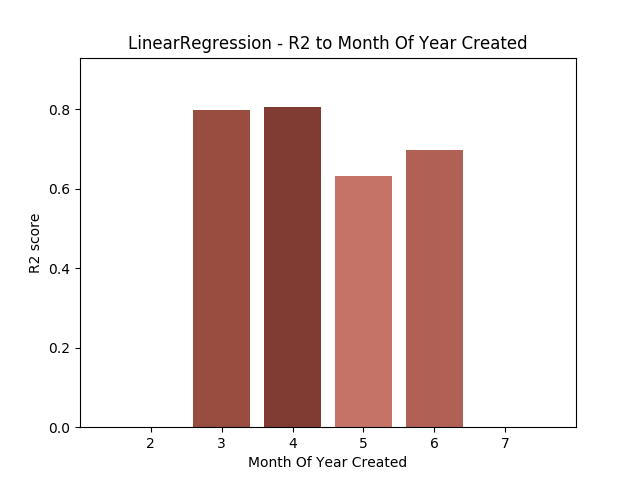 LinearRegression - R2 to Month Of Year Created
R2 score
0.8
0.6
0.4
0.2
0.0
2 3 4 5 6 7
Month Of Year Created